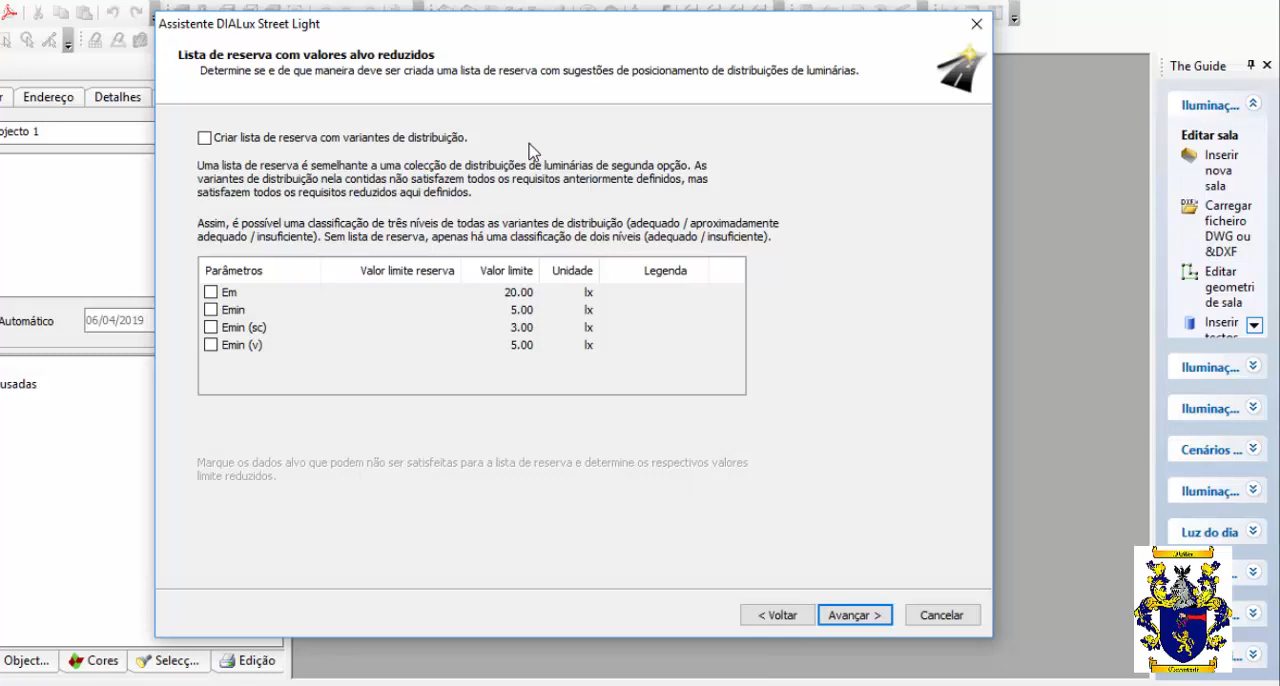 Assistente DIALux Street Light
Lista de reserva com valores alvo reduzidos
Determine se e de que maneira deve ser criada uma lista de reserva com sugestões de posicionamento de distribuições de luminárias.
Endereço
Detalhes
ojecto 1
Automático
06/04/2019
usadas
Criar lista de reserva com variantes de distribuição.
Uma lista de reserva é semelhante a uma colecção de distribuições de luminárias de segunda opção. As
variantes de distribuição nela contidas não satisfazem todos os requisitos anteriormente definidos, mas
satisfazem todos os requisitos reduzidos aqui definidos.
Assim, é possível uma classificação de três níveis de todas as variantes de distribuição (adequado / aproximadamente
adequado / insuficiente). Sem lista de reserva, apenas há uma classificação de dois níveis (adequado / insuficiente).
Parâmetros Valor limite reserva Valor limite Unidade Legenda
Em 20.00 lx
Emin 5.00 lx
Emin (sc) 3.00 lx
Emin (v) 5.00 lx
Marque os dados alvo que podem não ser satisfeitas para a lista de reserva e determine os respectivos valores
limite reduzidos.
< Voltar
Avançar >
Cancelar
Object...
Cores
Selecç...
Edição
The Guide
Iluminaç...
Editar sala
Inserir
nova
sala
Carregar
ficheiro
DWG ou
&DXF
Editar
geometri
de sala
Inserir
Iluminaç...
Iluminaç...
Cenários ...
Iluminaç...
Luz do dia